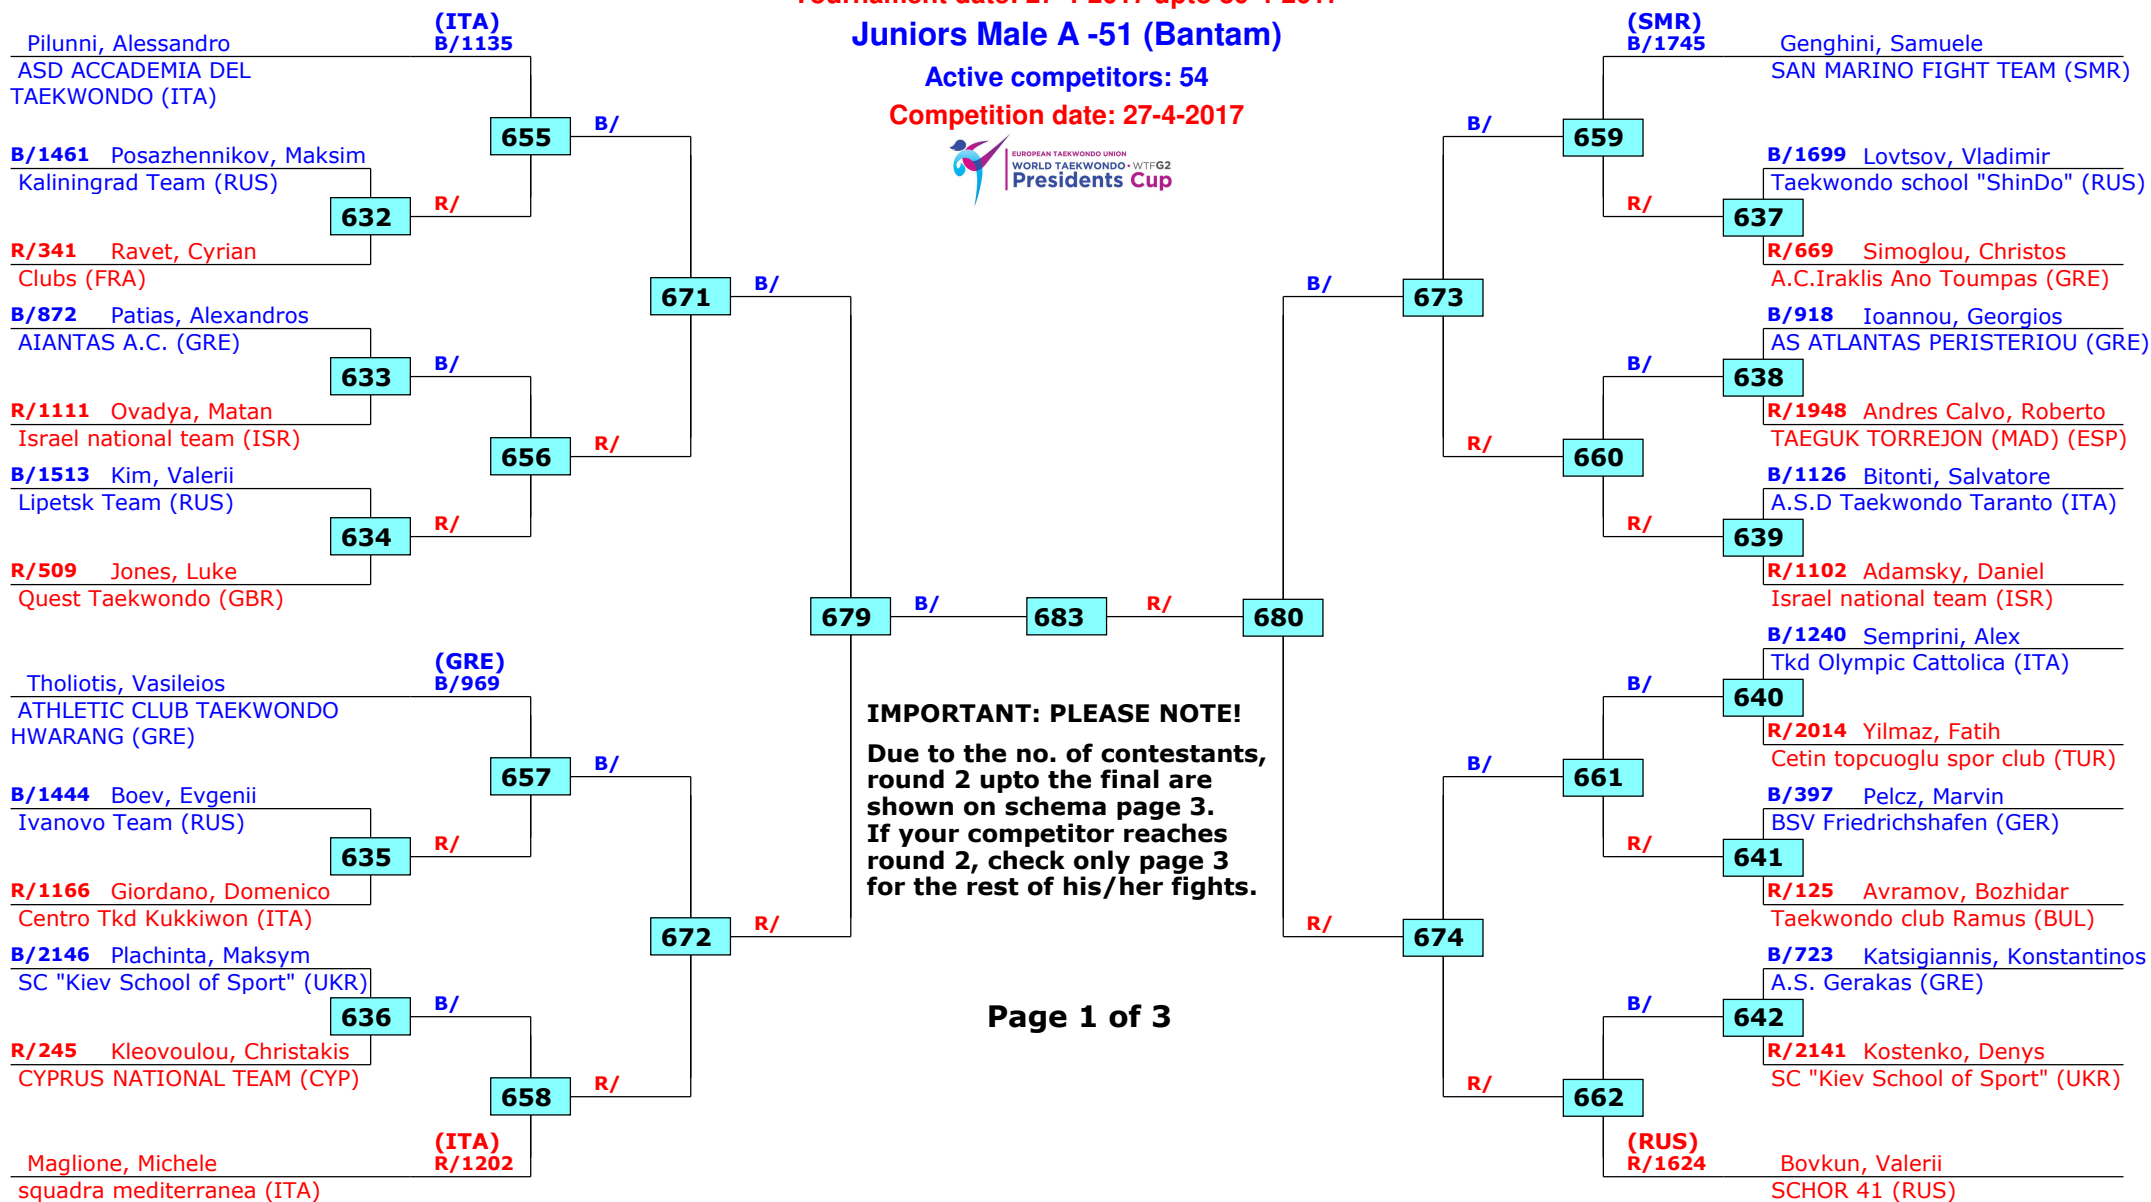 Tournament date: 27-4-2017 upto 30-4-2017
Juniors Male A -51 (Bantam)
Active competitors: 54
Competition date: 27-4-2017
EUROPEAN TAEKWONDO UNION
WORLD TAEKWONDO • WTF G2
Presidents Cup
(ITA)
Pilunni, Alessandro B/1135
ASD ACCADEMIA DEL
TAEKWONDO (ITA)
655
B/
B/1461 Posazhennikov, Maksim
Kaliningrad Team (RUS)
632
R/
R/341 Ravet, Cyrian
Clubs (FRA)
671
B/
B/872 Patias, Alexandros
AIANTAS A.C. (GRE)
633
B/
R/1111 Ovadya, Matan
Israel national team (ISR)
656
R/
B/1513 Kim, Valerii
Lipetsk Team (RUS)
634
R/
R/509 Jones, Luke
Quest Taekwondo (GBR)
679
B/
683
R/
680
(GRE)
Tholiotis, Vasileios B/969
ATHLETIC CLUB TAEKWONDO
HWARANG (GRE)
657
B/
B/1444 Boev, Evgenii
Ivanovo Team (RUS)
635
R/
R/1166 Giordano, Domenico
Centro Tkd Kukkiwon (ITA)
672
R/
B/2146 Plachinta, Maksym
SC "Kiev School of Sport" (UKR)
636
B/
R/245 Kleovoulou, Christakis
CYPRUS NATIONAL TEAM (CYP)
658
R/
(ITA)
Maglione, Michele R/1202
squadra mediterranea (ITA)
IMPORTANT: PLEASE NOTE!
Due to the no. of contestants,
round 2 upto the final are
shown on schema page 3.
If your competitor reaches
round 2, check only page 3
for the rest of his/her fights.
Page 1 of 3
(SMR)
B/1745 Genghini, Samuele
SAN MARINO FIGHT TEAM (SMR)
B/
659
B/1699 Lovtsov, Vladimir
Taekwondo school "ShinDo" (RUS)
R/
637
R/669 Simoglou, Christos
A.C.Iraklis Ano Toumpas (GRE)
B/
673
B/918 Ioannou, Georgios
AS ATLANTAS PERISTERIOU (GRE)
B/
638
R/1948 Andres Calvo, Roberto
TAEGUK TORREJON (MAD) (ESP)
R/
660
B/1126 Bitonti, Salvatore
A.S.D Taekwondo Taranto (ITA)
R/
639
R/1102 Adamsky, Daniel
Israel national team (ISR)
B/1240 Semprini, Alex
Tkd Olympic Cattolica (ITA)
B/
640
R/2014 Yilmaz, Fatih
Cetin topcuoglu spor club (TUR)
B/
661
B/397 Pelcz, Marvin
BSV Friedrichshafen (GER)
R/
641
R/125 Avramov, Bozhidar
Taekwondo club Ramus (BUL)
R/
674
B/723 Katsigiannis, Konstantinos
A.S. Gerakas (GRE)
B/
642
R/2141 Kostenko, Denys
SC "Kiev School of Sport" (UKR)
R/
662
(RUS)
R/1624 Bovkun, Valerii
SCHOR 41 (RUS)